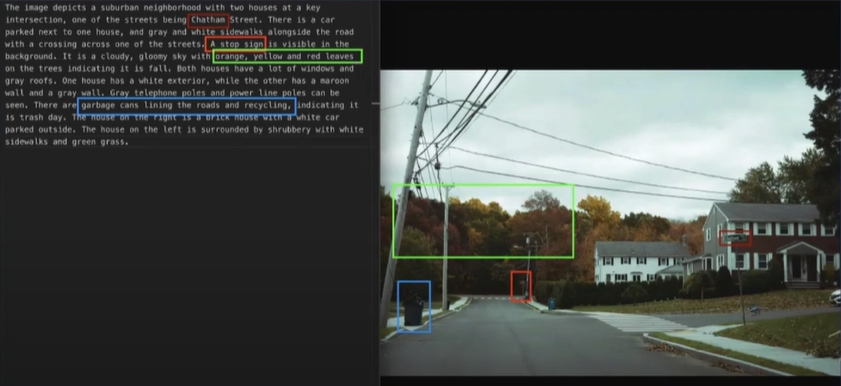 The image depicts a suburban neighborhood with two houses at a key
intersection, one of the streets being Chatham Street. There is a car
parked next to one house, and gray and white sidewalks alongside the road
with a crossing across one of the streets. A stop sign is visible in the
background. It is a cloudy, gloomy sky with orange, yellow and red leaves
on the trees indicating it is fall. Both houses have a lot of windows and
gray roofs. One house has a white exterior, while the other has a maroon
wall and a gray wall. Gray telephone poles and power line poles can be
seen. There are garbage cans lining the roads and recycling, indicating it
is trash day. The house on the right is a brick house with a white car
parked outside. The house on the left is surrounded by shrubbery with white
sidewalks and green grass.